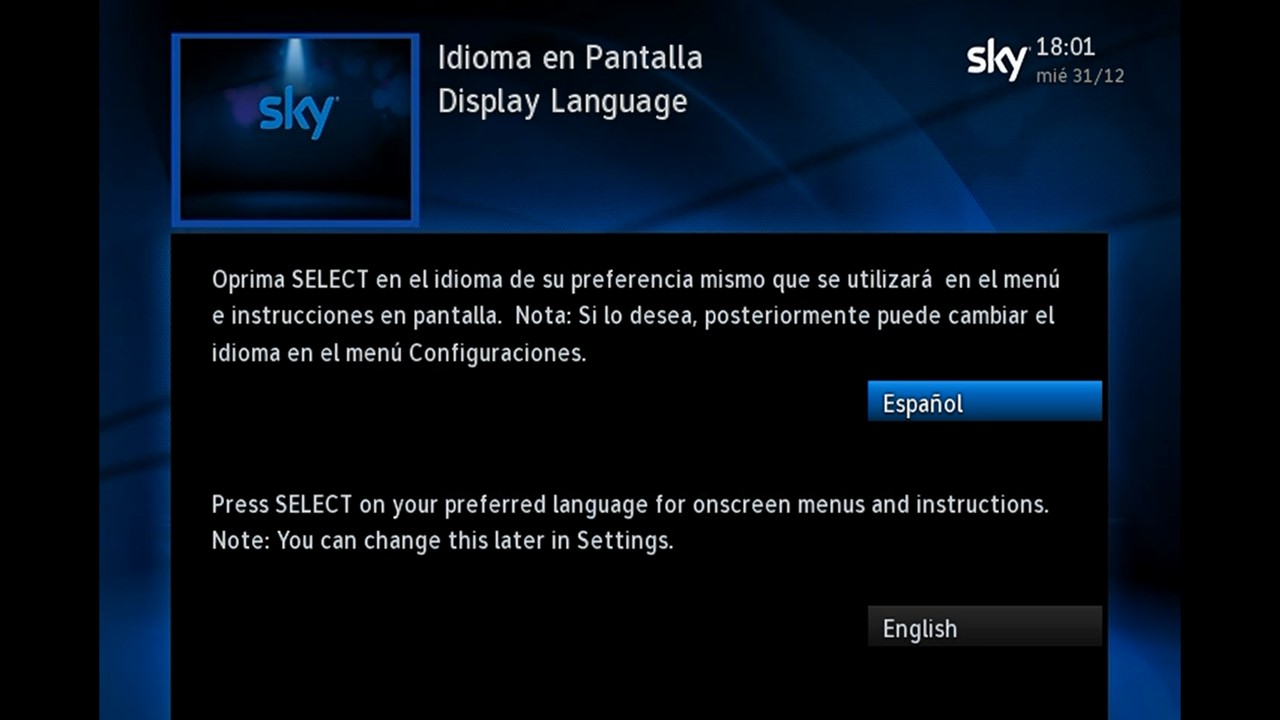 sky
Idioma en Pantalla
Display Language
sky 18:01
mié 31/12
Oprima SELECT en el idioma de su preferencia mismo que se utilizará en el menú
e instrucciones en pantalla. Nota: Si lo desea, posteriormente puede cambiar el
idioma en el menú Configuraciones.
Español
Press SELECT on your preferred language for onscreen menus and instructions.
Note: You can change this later in Settings.
English